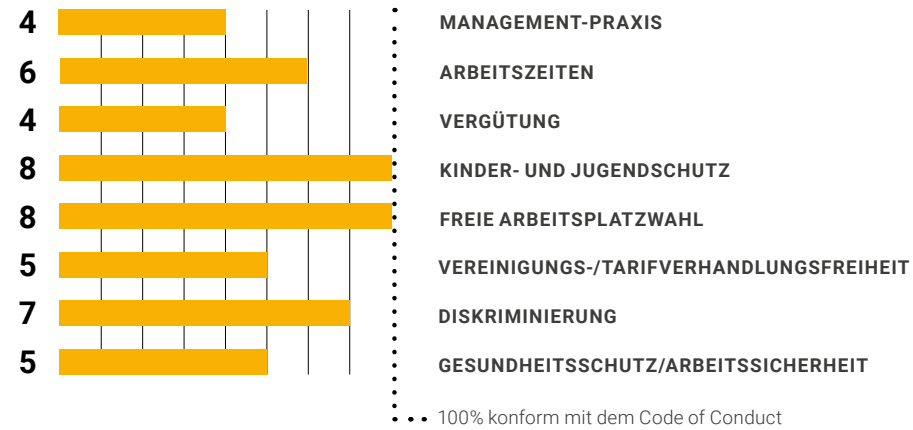 4 MANAGEMENT-PRAXIS
6 ARBEITSZEITEN
4 VERGÜTUNG
8 KINDER- UND JUGENDSCHUTZ
8 FREIE ARBEITSPLATZWAHL
5 VEREINIGUNGS-/TARIFVERHANDLUNGSFREIHEIT
7 DISKRIMINIERUNG
5 GESUNDHEITSSCHUTZ/ARBEITSSICHERHEIT
100% konform mit dem Code of Conduct